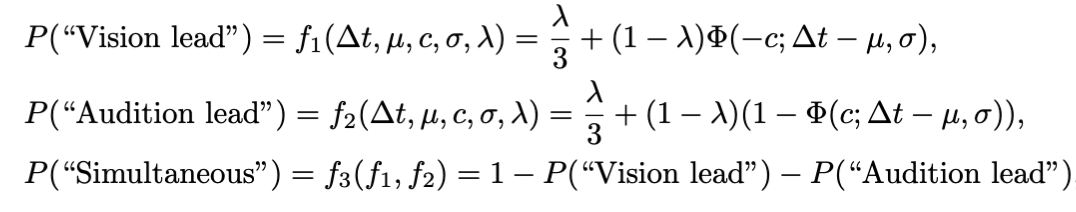 P(“Vision lead”) = f₁(Δt, μ, c, σ, λ) = λ/3 + (1 − λ)Φ(−c; Δt − μ, σ),
P(“Audition lead”) = f₂(Δt, μ, c, σ, λ) = λ/3 + (1 − λ)(1 − Φ(c; Δt − μ, σ)),
P(“Simultaneous”) = f₃(f₁, f₂) = 1 − P(“Vision lead”) − P(“Audition lead”)